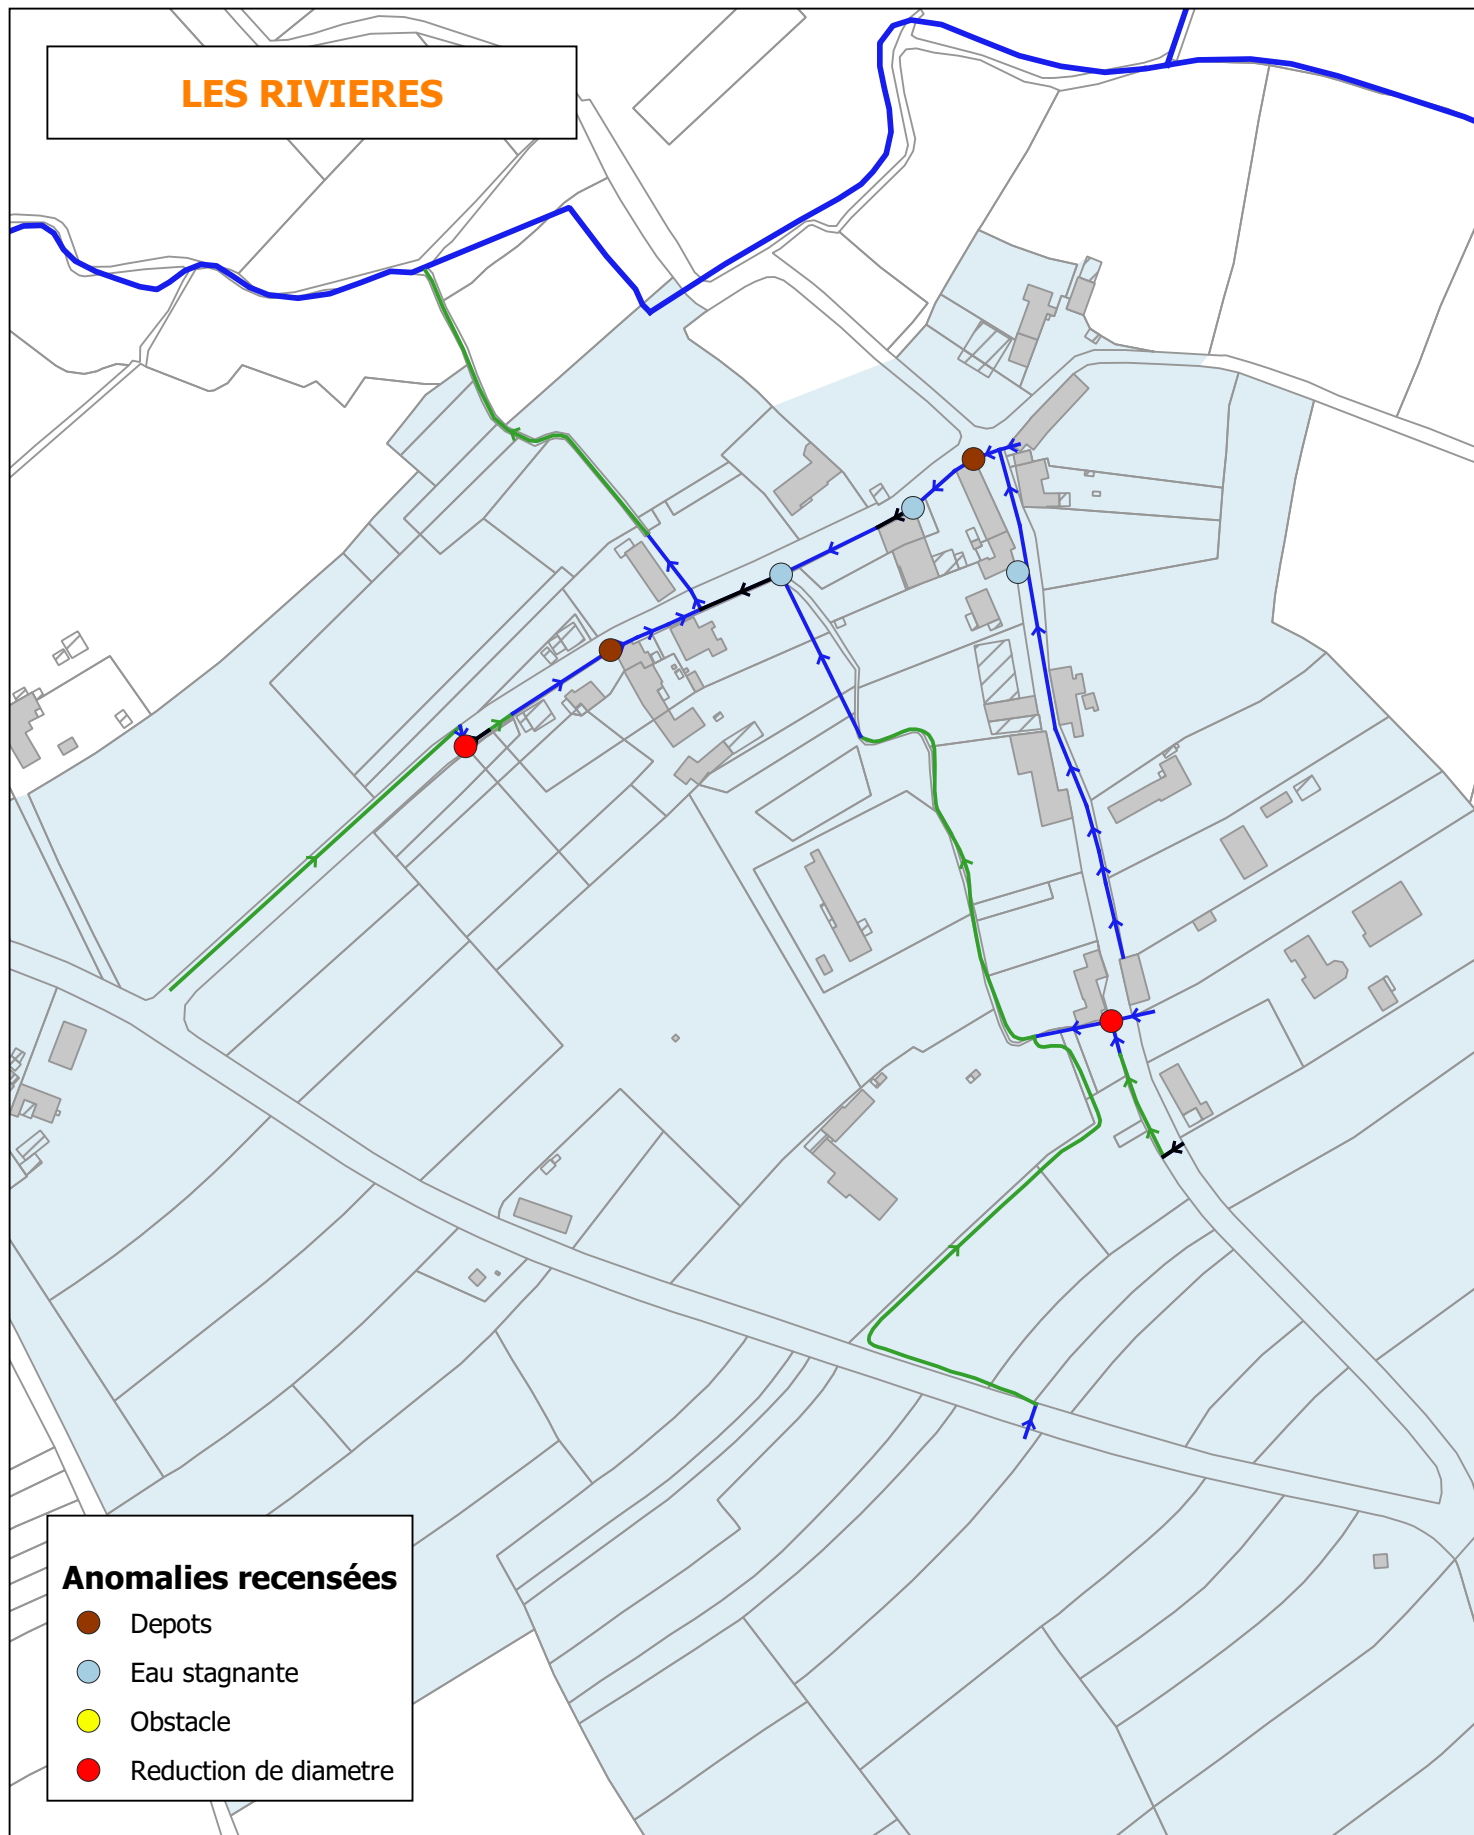 LES RIVIERES
Anomalies recensées
Depots
Eau stagnante
Obstacle
Reduction de diametre